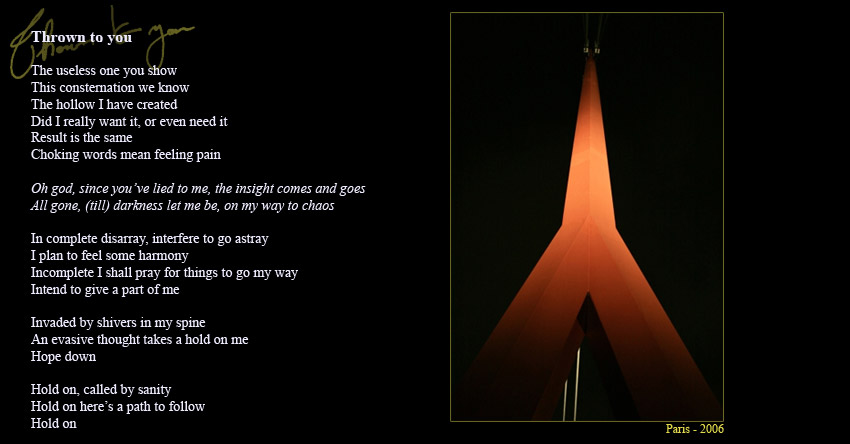 Thrown to you
Thrown to you
The useless one you show
This consternation we know
The hollow I have created
Did I really want it, or even need it
Result is the same
Choking words mean feeling pain
Oh god, since you've lied to me, the insight comes and goes
All gone, (till) darkness let me be, on my way to chaos
In complete disarray, interfere to go astray
I plan to feel some harmony
Incomplete I shall pray for things to go my way
Intend to give a part of me
Invaded by shivers in my spine
An evasive thought takes a hold on me
Hope down
Hold on, called by sanity
Hold on here's a path to follow
Hold on
Paris - 2006